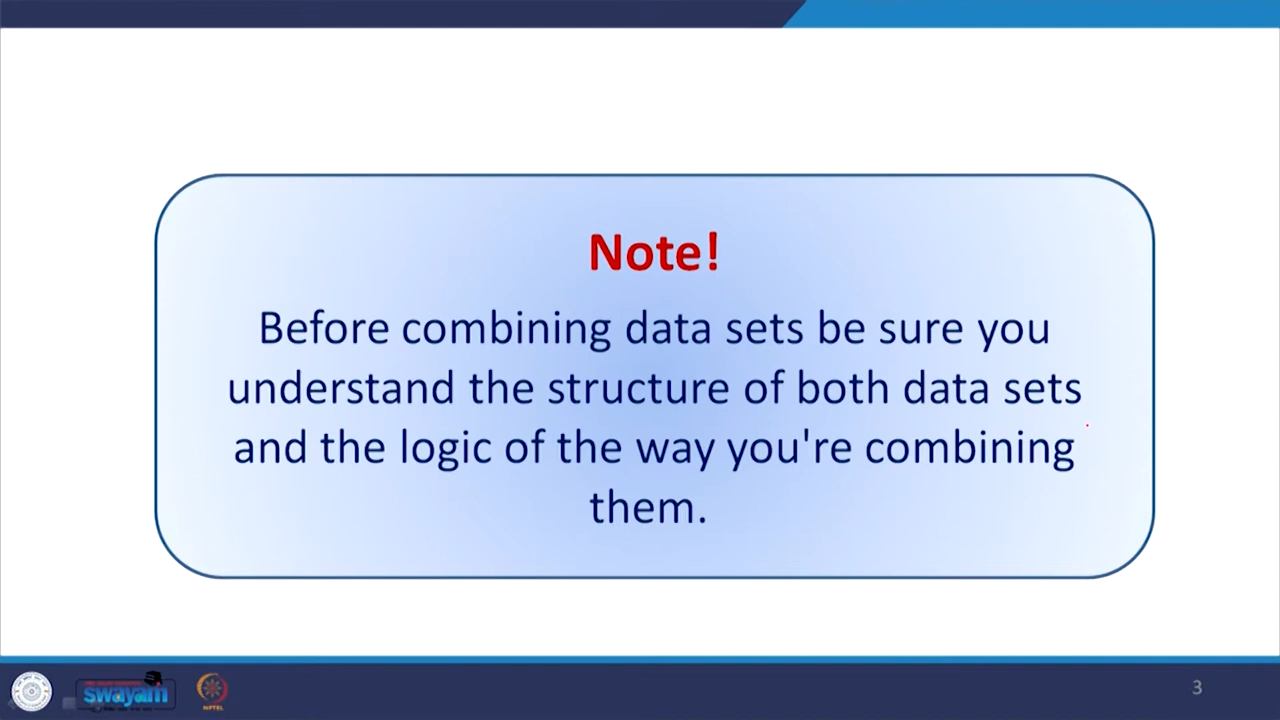 Note!
Before combining data sets be sure you
understand the structure of both data sets
and the logic of the way you're combining
them.
swayam
NPTEL
3